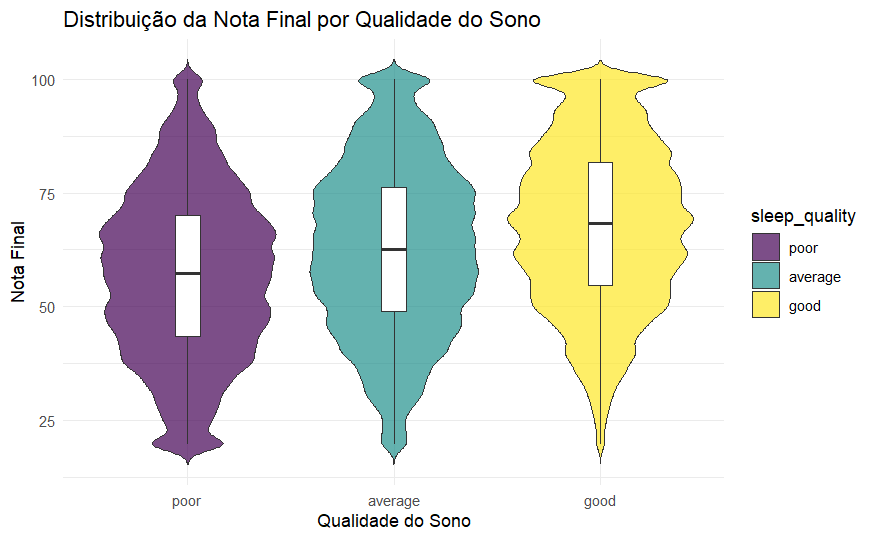 Distribuição da Nota Final por Qualidade do Sono
Nota Final
100
75
50
25
poor
average
good
Qualidade do Sono
sleep_quality
poor
average
good